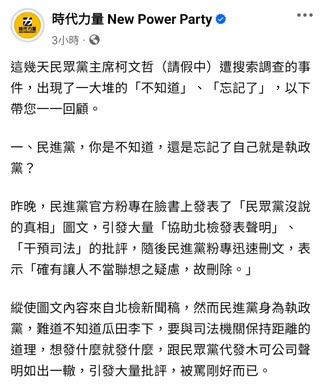 時代力量 New Power Party
3小時
時代力量
這幾天民眾黨主席柯文哲（請假中）遭搜索調查的事
件，出現了一大堆的「不知道」、「忘記了」，以下
帶您一一回顧。
一、民進黨，你是不知道，還是忘記了自己就是執政
黨？
昨晚，民進黨官方粉專在臉書上發表了「民眾黨沒說
的真相」圖文，引發大量「協助北檢發表聲明」、
「干預司法」的批評，隨後民進黨粉專迅速刪文，表
示「確有讓人不當聯想之疑慮，故刪除。」
縱使圖文內容來自北檢新聞稿，然而民進黨身為執政
黨，難道不知道瓜田李下，要與司法機關保持距離的
道理，想發什麼就發什麼，跟民眾黨代發木可公司聲
明如出一轍，引發大量批評，被罵剛好而已。